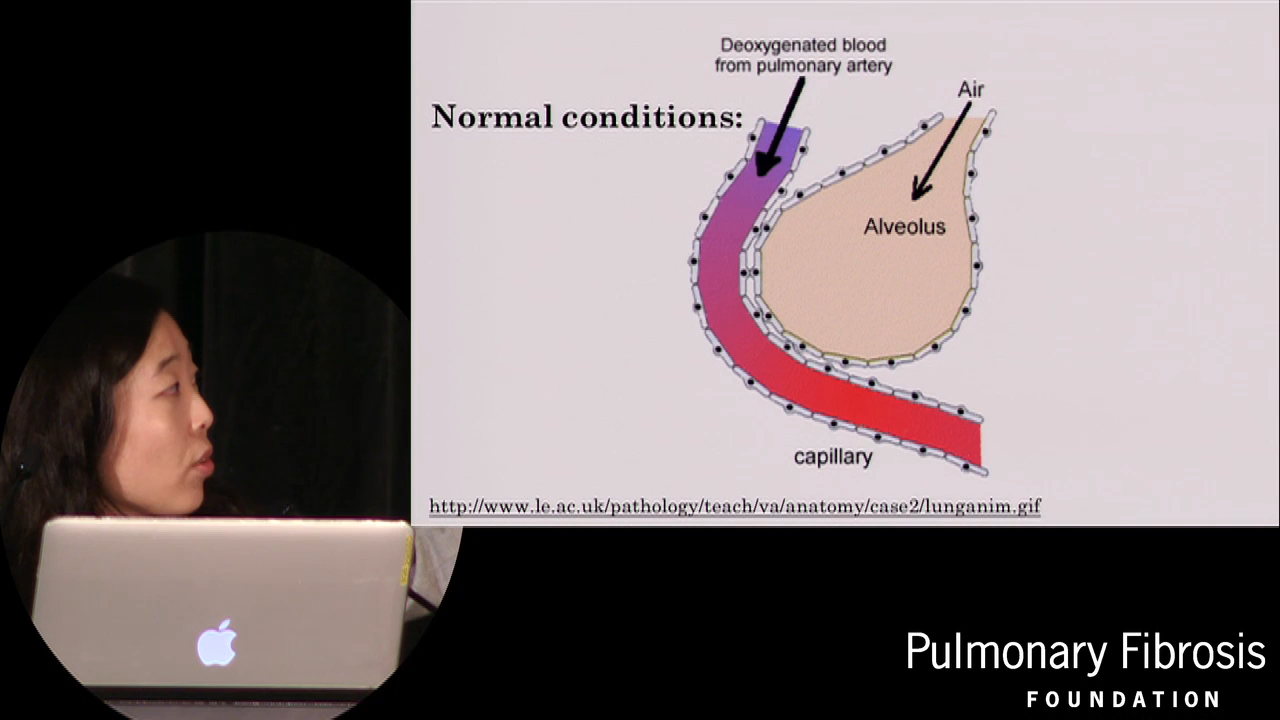 Deoxygenated blood
from pulmonary artery
Air
Normal conditions:
Alveolus
capillary
http://www.le.ac.uk/pathology/teach/va/anatomy/case2/lunganim.gif
Pulmonary Fibrosis
FOUNDATION